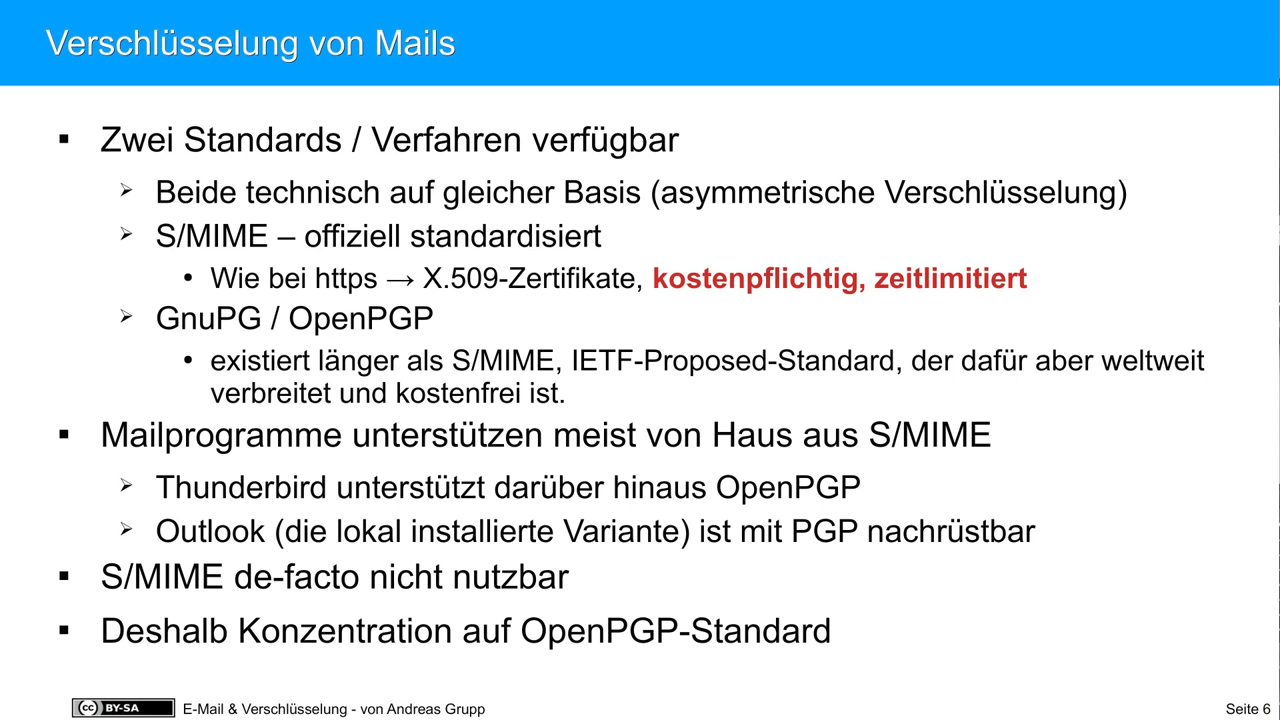 Verschlüsselung von Mails
Zwei Standards / Verfahren verfügbar
Beide technisch auf gleicher Basis (asymmetrische Verschlüsselung)
S/MIME – offiziell standardisiert
Wie bei https → X.509-Zertifikate, kostenpflichtig, zeitlimitiert
GnuPG / OpenPGP
existiert länger als S/MIME, IETF-Proposed-Standard, der dafür aber weltweit
verbreitet und kostenfrei ist.
Mailprogramme unterstützen meist von Haus aus S/MIME
Thunderbird unterstützt darüber hinaus OpenPGP
Outlook (die lokal installierte Variante) ist mit PGP nachrüstbar
S/MIME de-facto nicht nutzbar
Deshalb Konzentration auf OpenPGP-Standard
cc BY-SA E-Mail & Verschlüsselung - von Andreas Grupp Seite 6